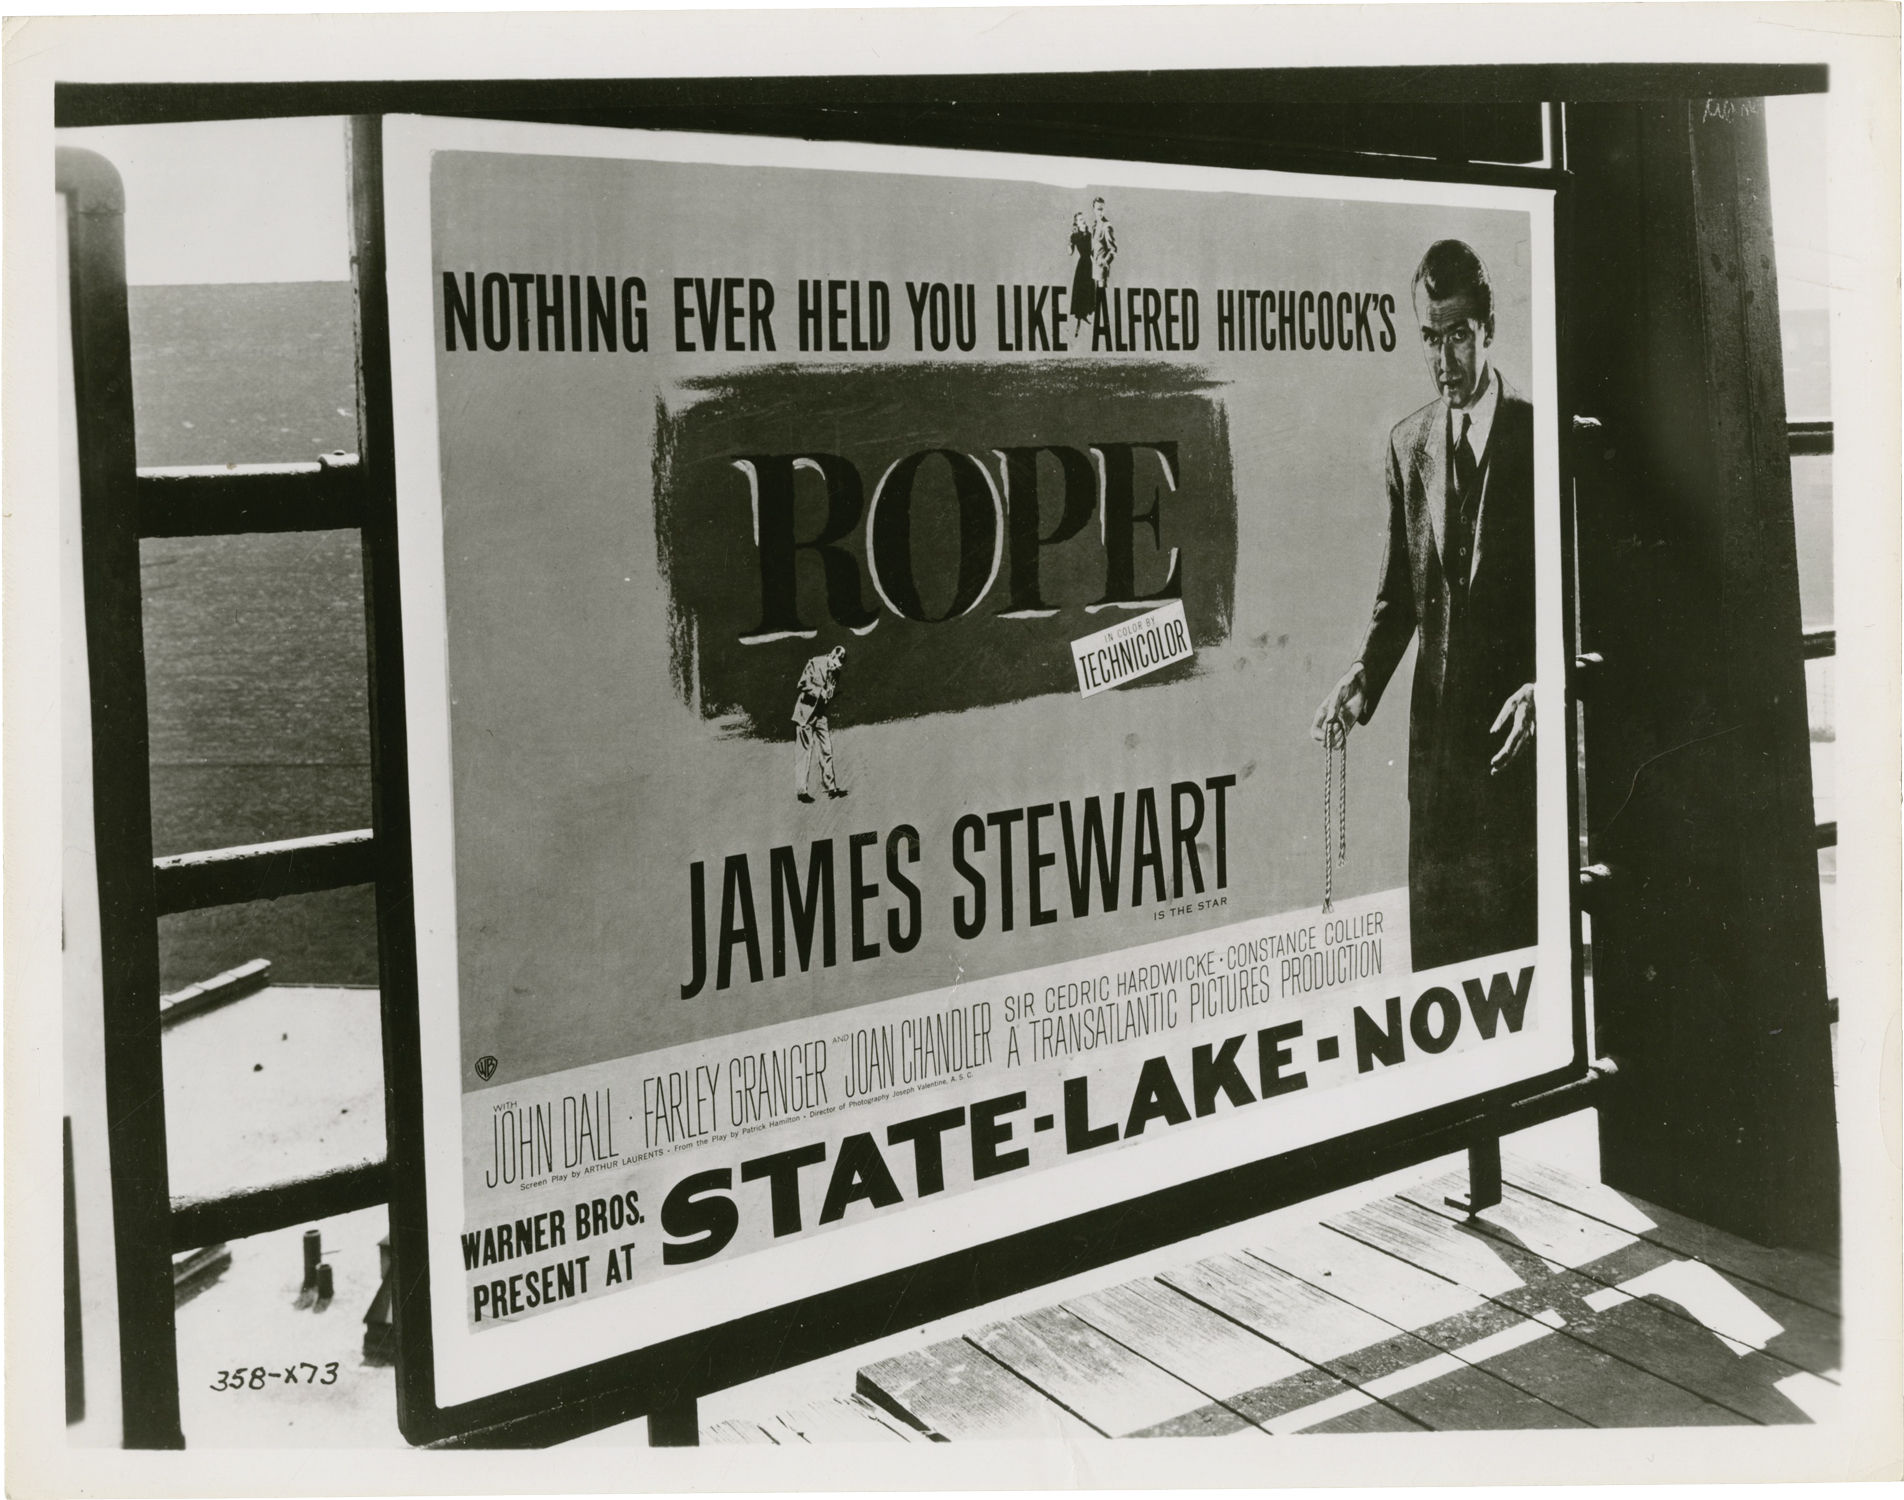 NOTHING EVER HELD YOU LIKE ALFRED HITCHCOCK'S
ROPE
IN COLOR BY
TECHNICOLOR
JAMES STEWART
IS THE STAR
WB
WITH
JOHN DALL · FARLEY GRANGER AND JOAN CHANDLER
SIR CEDRIC HARDWICKE · CONSTANCE COLLIER
A TRANSATLANTIC PICTURES PRODUCTION
Screen Play by ARTHUR LAURENTS · From the Play by Patrick Hamilton · Director of Photography Joseph Valentine, A. S. C.
WARNER BROS.
PRESENT AT
STATE-LAKE-NOW
358-X73